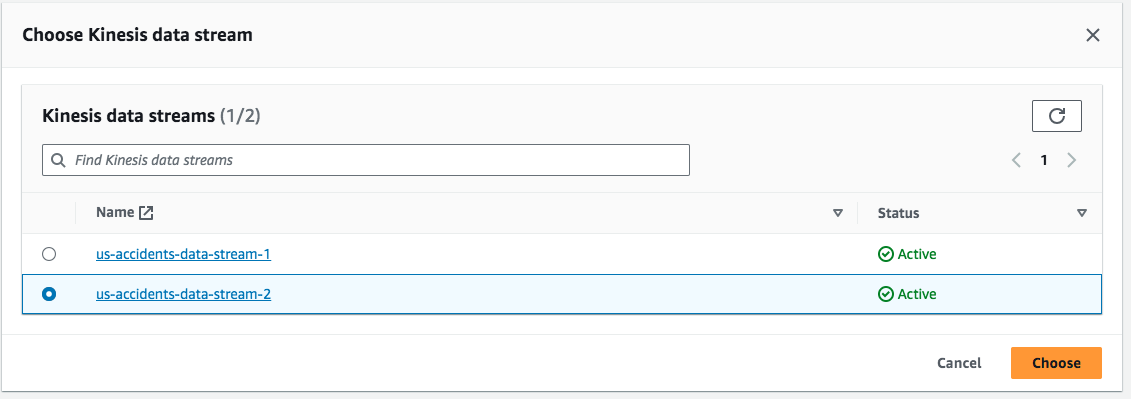 Choose Kinesis data stream
Kinesis data streams (1/2)
Find Kinesis data streams
1
Name Status
us-accidents-data-stream-1 Active
us-accidents-data-stream-2 Active
Cancel Choose